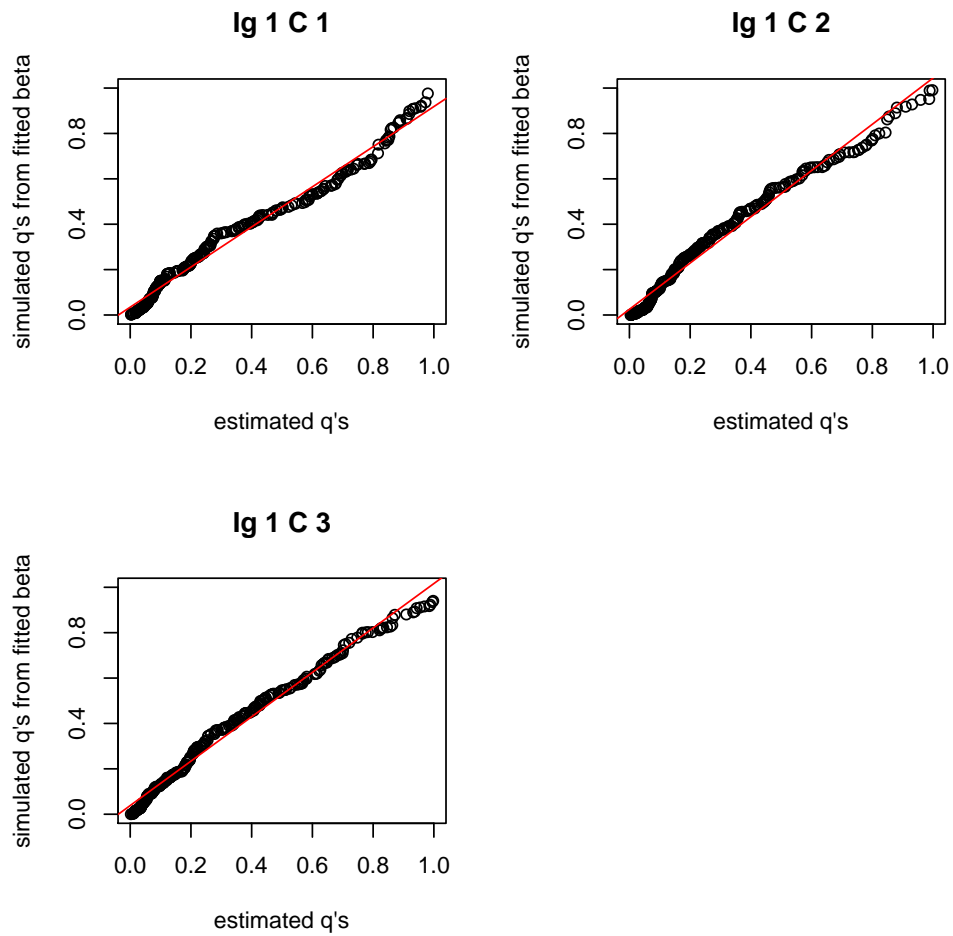 Ig 1 C 1
simulated q's from fitted beta
0.0 0.4 0.8
0.0 0.2 0.4 0.6 0.8 1.0
estimated q's
Ig 1 C 2
simulated q's from fitted beta
0.0 0.4 0.8
0.0 0.2 0.4 0.6 0.8 1.0
estimated q's
Ig 1 C 3
simulated q's from fitted beta
0.0 0.4 0.8
0.0 0.2 0.4 0.6 0.8 1.0
estimated q's